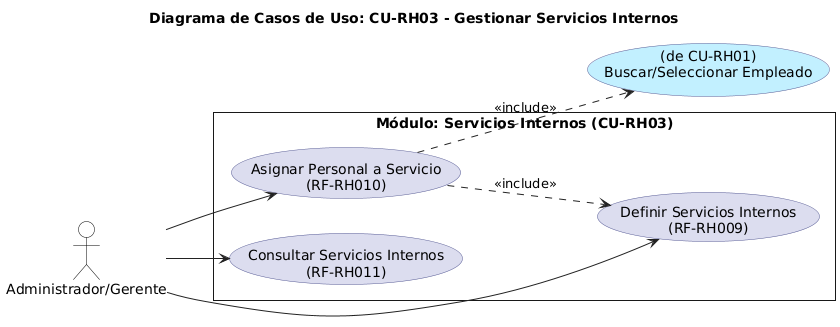 Diagrama de Casos de Uso: CU-RH03 - Gestionar Servicios Internos
(de CU-RH01)
Buscar/Seleccionar Empleado
«include»
Módulo: Servicios Internos (CU-RH03)
Asignar Personal a Servicio
(RF-RH010)
«include»
Definir Servicios Internos
(RF-RH009)
Consultar Servicios Internos
(RF-RH011)
Administrador/Gerente